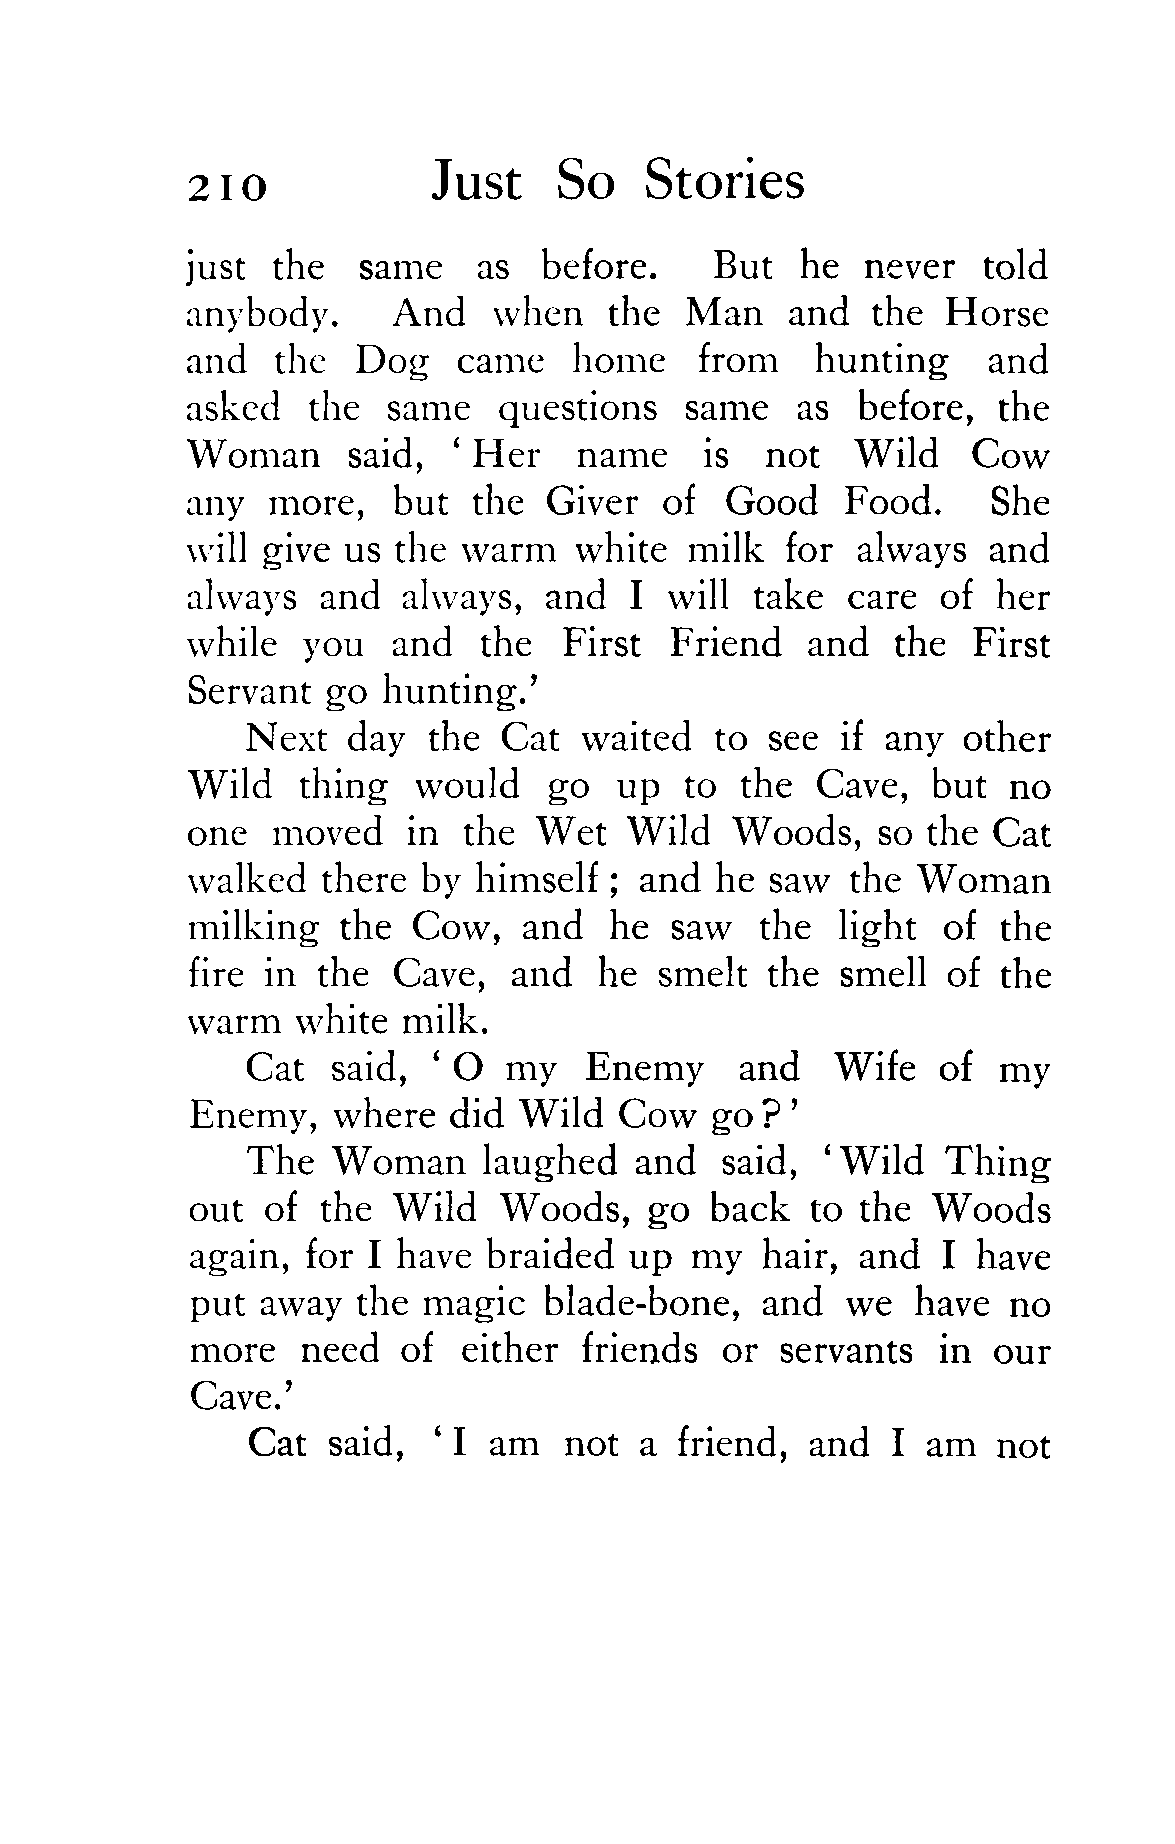 210 Just So Stories
just the same as before. But he never told
anybody. And when the Man and the Horse
and the Dog came home from hunting and
asked the same questions same as before, the
Woman said, ‘ Her name is not Wild Cow
any more, but the Giver of Good Food. She
will give us the warm white milk for always and
always and always, and I will take care of her
while you and the First Friend and the First
Servant go hunting.’
Next day the Cat waited to see if any other
Wild thing would go up to the Cave, but no
one moved in the Wet Wild Woods, so the Cat
walked there by himself ; and he saw the Woman
milking the Cow, and he saw the light of the
fire in the Cave, and he smelt the smell of the
warm white milk.
Cat said, ‘ O my Enemy and Wife of my
Enemy, where did Wild Cow go ? ’
The Woman laughed and said, ‘ Wild Thing
out of the Wild Woods, go back to the Woods
again, for I have braided up my hair, and I have
put away the magic blade-bone, and we have no
more need of either friends or servants in our
Cave.’
Cat said, ‘ I am not a friend, and I am not